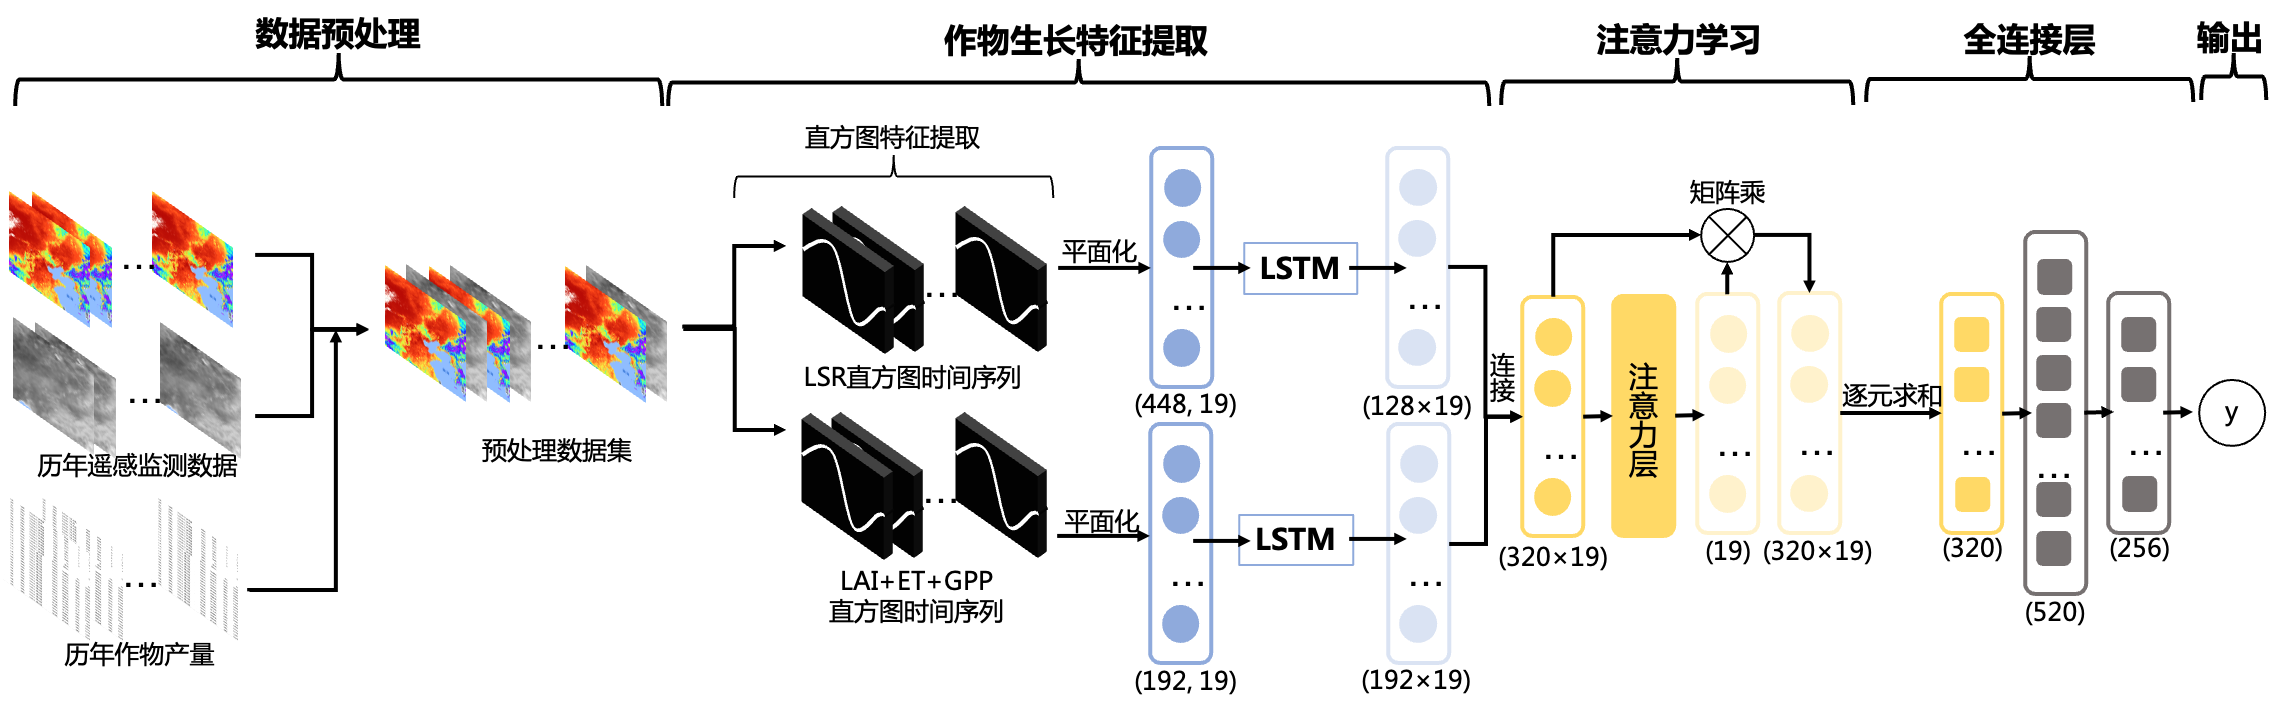 数据预处理
作物生长特征提取
注意力学习
全连接层
输出
直方图特征提取
...
...
历年遥感监测数据
...
历年作物产量
...
预处理数据集
...
LSR直方图时间序列
...
LAI+ET+GPP
直方图时间序列
平面化
平面化
...
(448, 19)
...
(192, 19)
LSTM
LSTM
...
(128×19)
...
(192×19)
连接
...
(320×19)
注意力层
矩阵乘
...
(19)
...
(320×19)
逐元求和
...
(320)
...
(520)
...
(256)
y